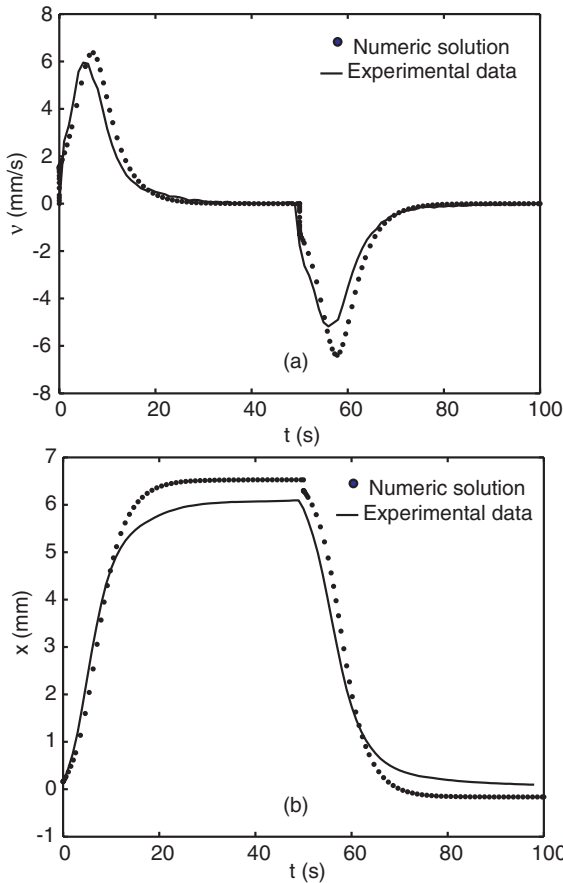 8
6
4
2
0
-2
-4
-6
-8
ν (mm/s)
Numeric solution
Experimental data
(a)
0 20 40 60 80 100
t (s)
7
6
5
4
3
2
1
0
-1
x (mm)
Numeric solution
Experimental data
(b)
0 20 40 60 80 100
t (s)